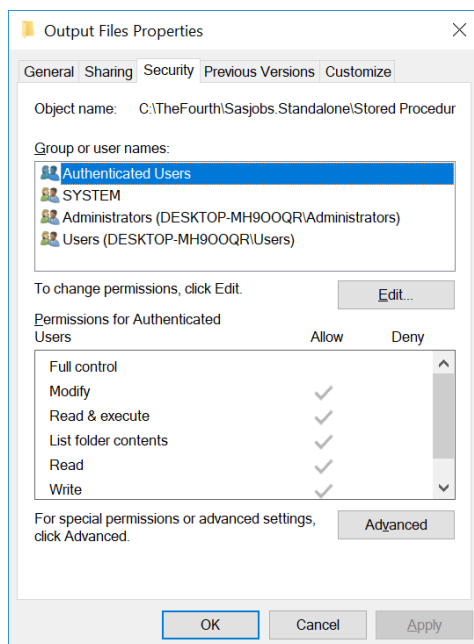 Output Files Properties
General Sharing Security Previous Versions Customize
Object name: C:\TheFourth\Sasjobs.Standalone\Stored Procedur
Group or user names:
Authenticated Users
SYSTEM
Administrators (DESKTOP-MH9OOQR\Administrators)
Users (DESKTOP-MH9OOQR\Users)
To change permissions, click Edit.
Edit...
Permissions for Authenticated
Users Allow Deny
Full control
Modify
Read & execute
List folder contents
Read
Write
For special permissions or advanced settings,
click Advanced.
Advanced
OK Cancel Apply